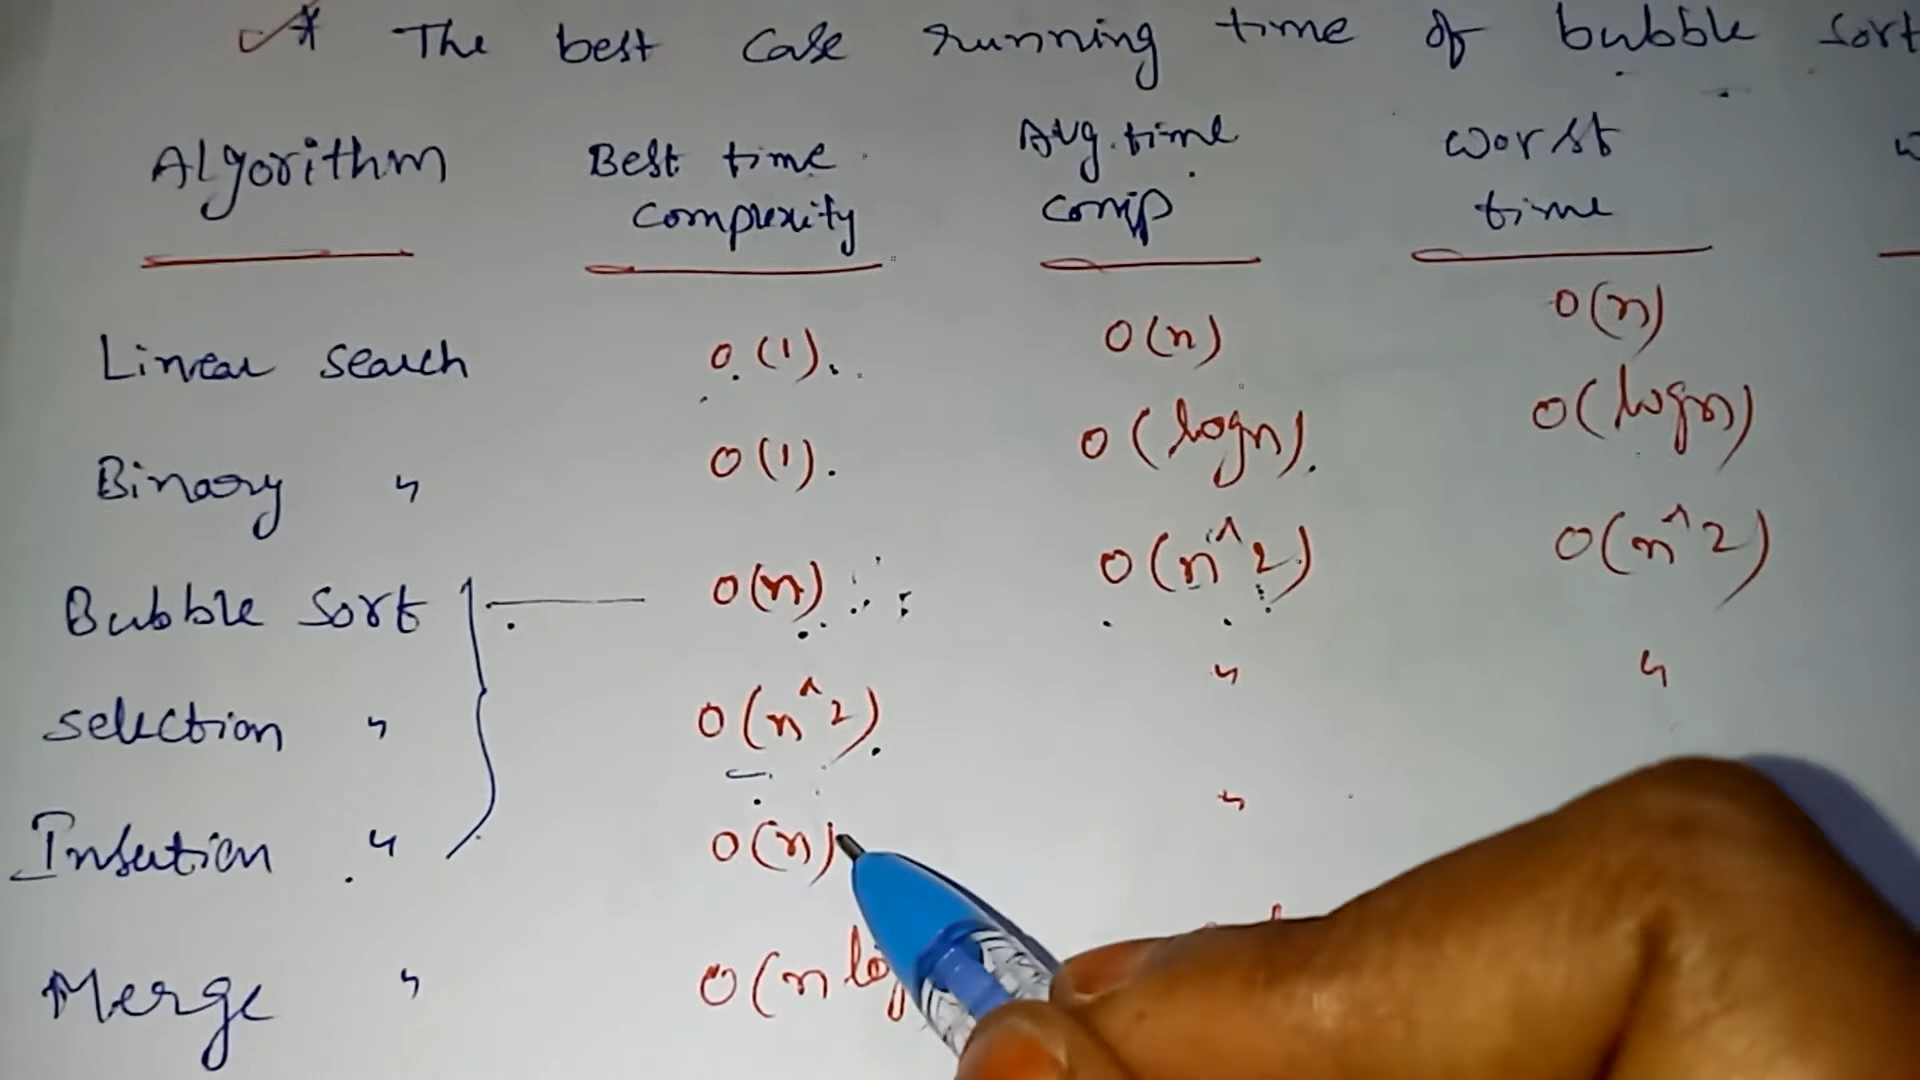 The best case running time of bubble sort
Algorithm Best time complexity Avg. time comp worst time
Linear search O(1). O(n) O(n)
Binary " O(1). O(logn). O(logn)
Bubble sort O(n) O(n^2) O(n^2)
selection " O(n^2). " "
Insertion " O(n) "
Merge " O(n log